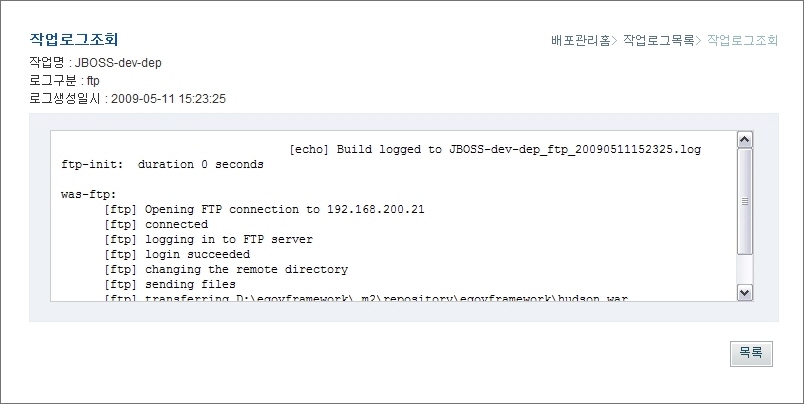 작업로그조회
배포관리홈> 작업로그목록> 작업로그조회
작업명 : JBOSS-dev-dep
로그구분 : ftp
로그생성일시 : 2009-05-11 15:23:25
[echo] Build logged to JBOSS-dev-dep_ftp_20090511152325.log
ftp-init: duration 0 seconds
was-ftp:
[ftp] Opening FTP connection to 192.168.200.21
[ftp] connected
[ftp] logging in to FTP server
[ftp] login succeeded
[ftp] changing the remote directory
[ftp] sending files
[ftp] transferring D:\egovframework\.m2\repository\egovframework\hudson.war
목록